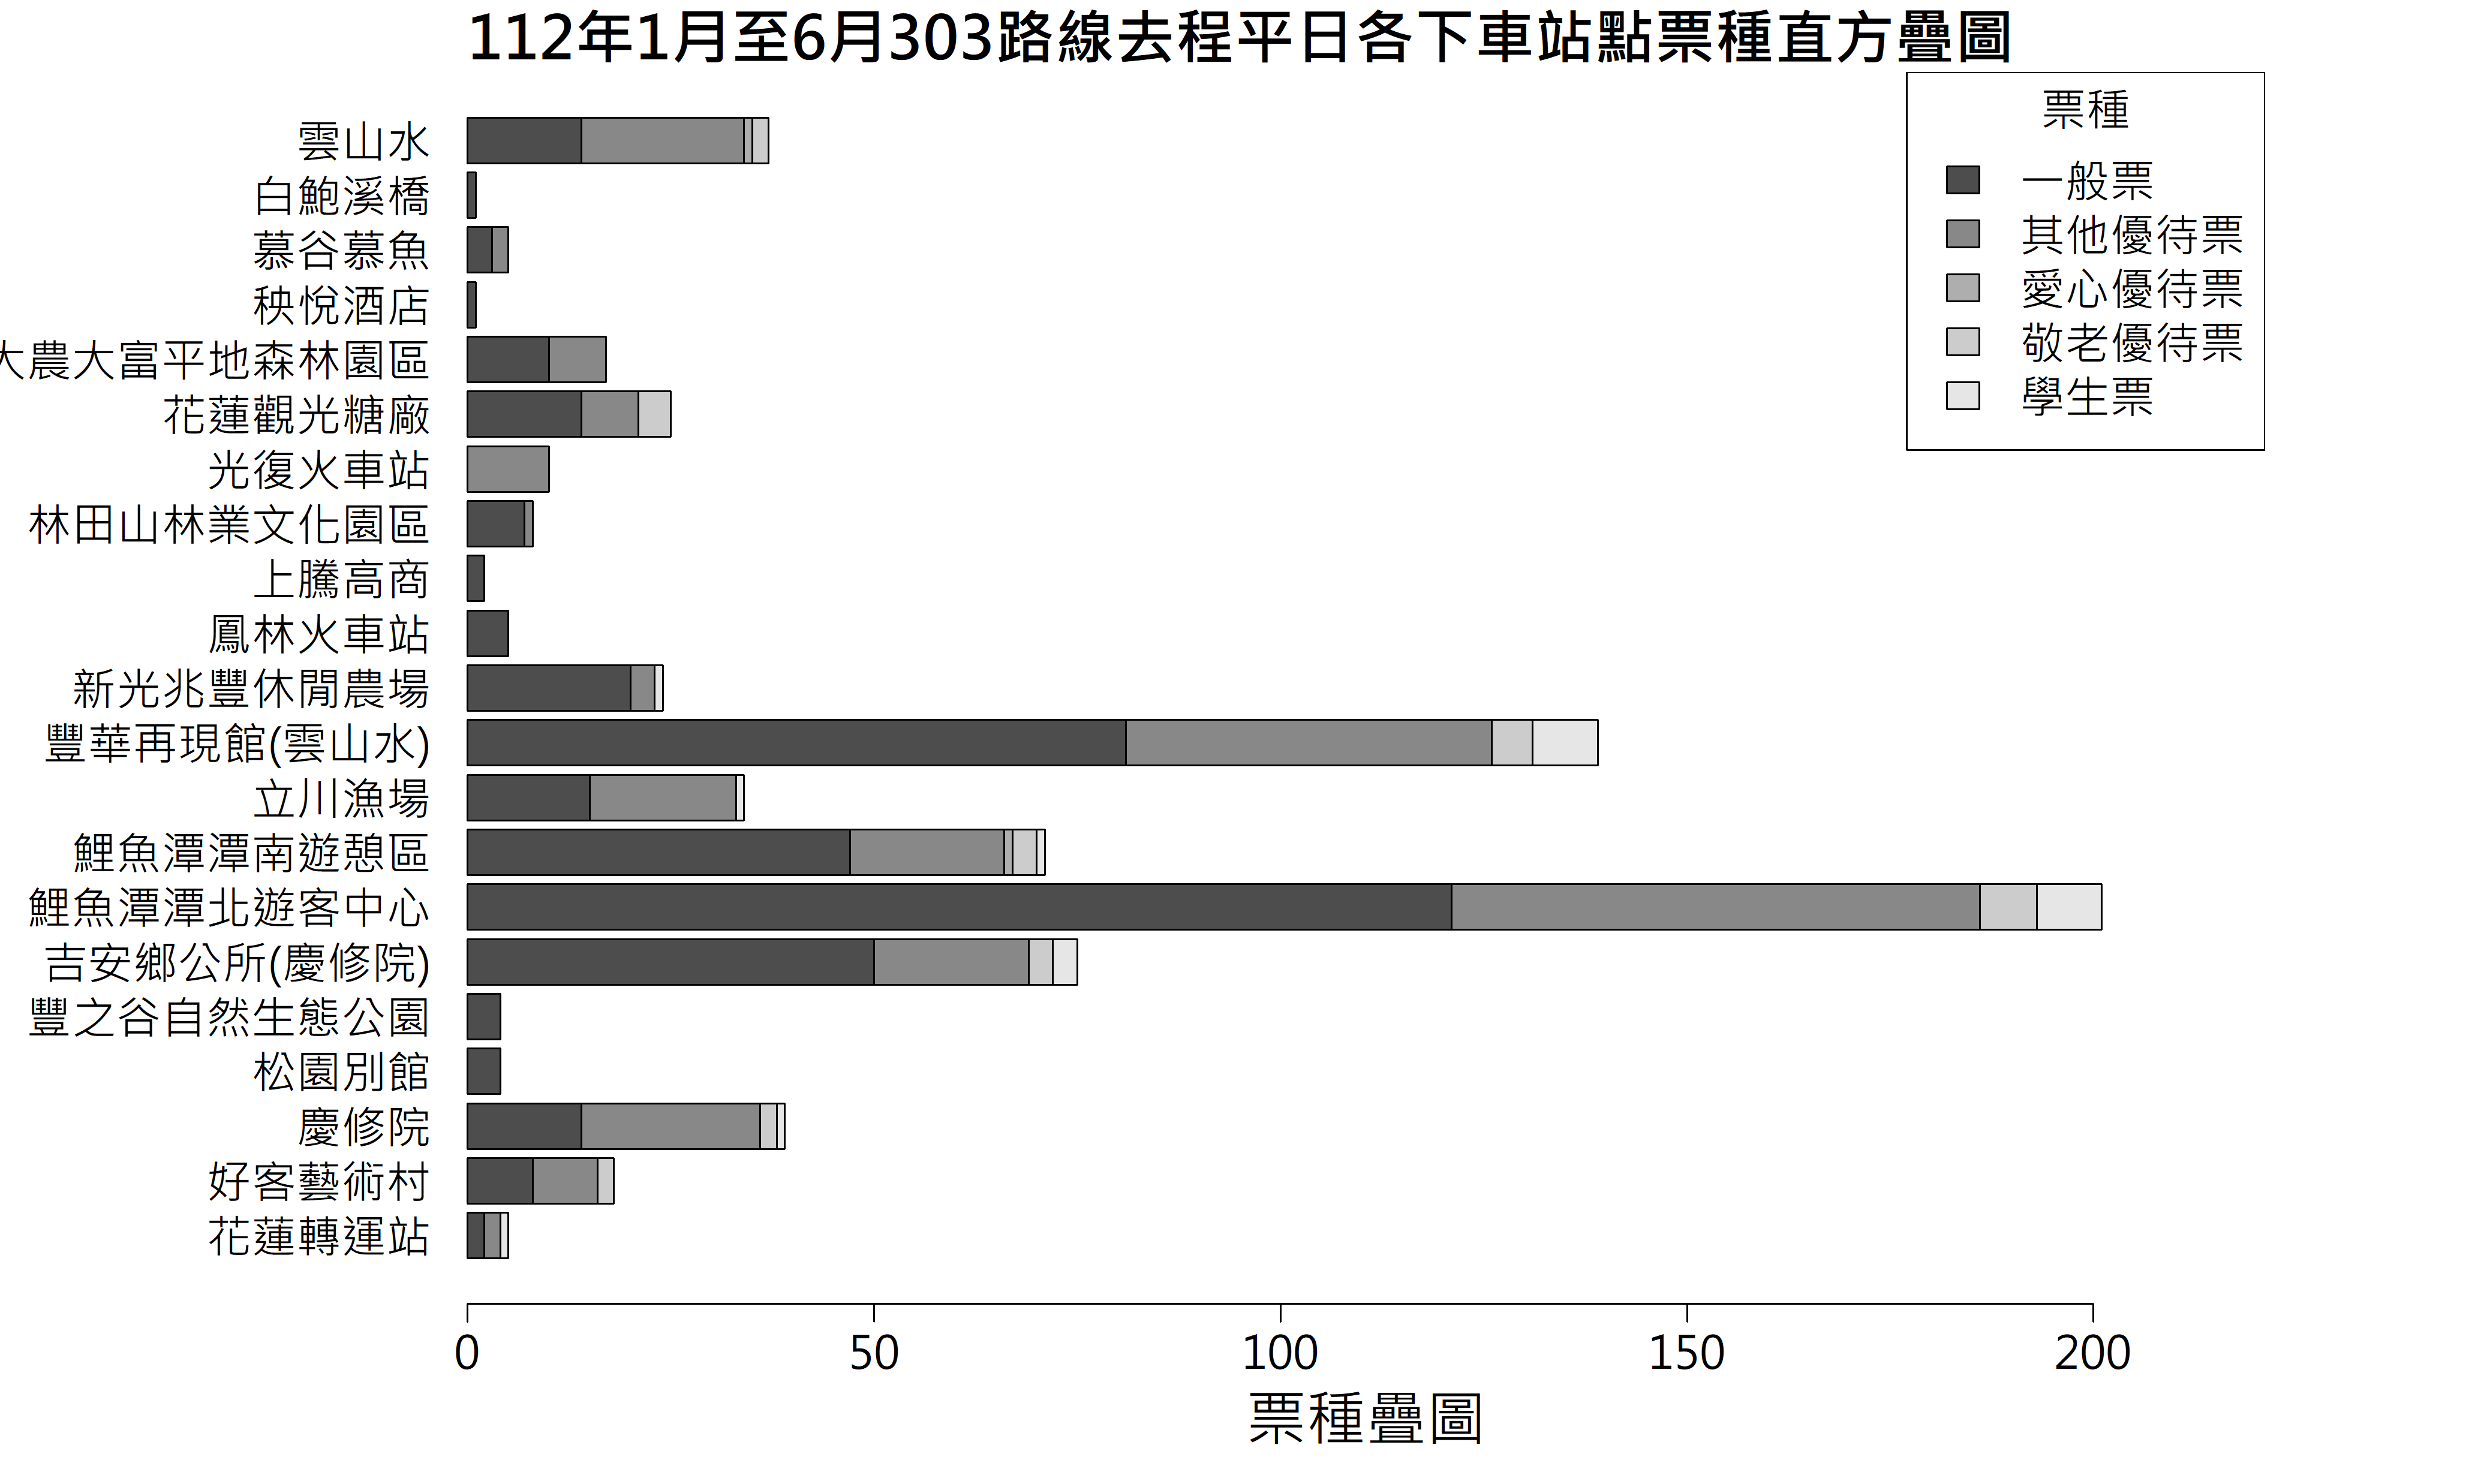 112年1月至6月303路線去程平日各下車站點票種直方疊圖
票種
一般票
其他優待票
愛心優待票
敬老優待票
學生票
雲山水
白鮑溪橋
慕谷慕魚
秧悅酒店
大農大富平地森林園區
花蓮觀光糖廠
光復火車站
林田山林業文化園區
上騰高商
鳳林火車站
新光兆豐休閒農場
豐華再現館(雲山水)
立川漁場
鯉魚潭潭南遊憩區
鯉魚潭潭北遊客中心
吉安鄉公所(慶修院)
豐之谷自然生態公園
松園別館
慶修院
好客藝術村
花蓮轉運站
0 50 100 150 200
票種疊圖